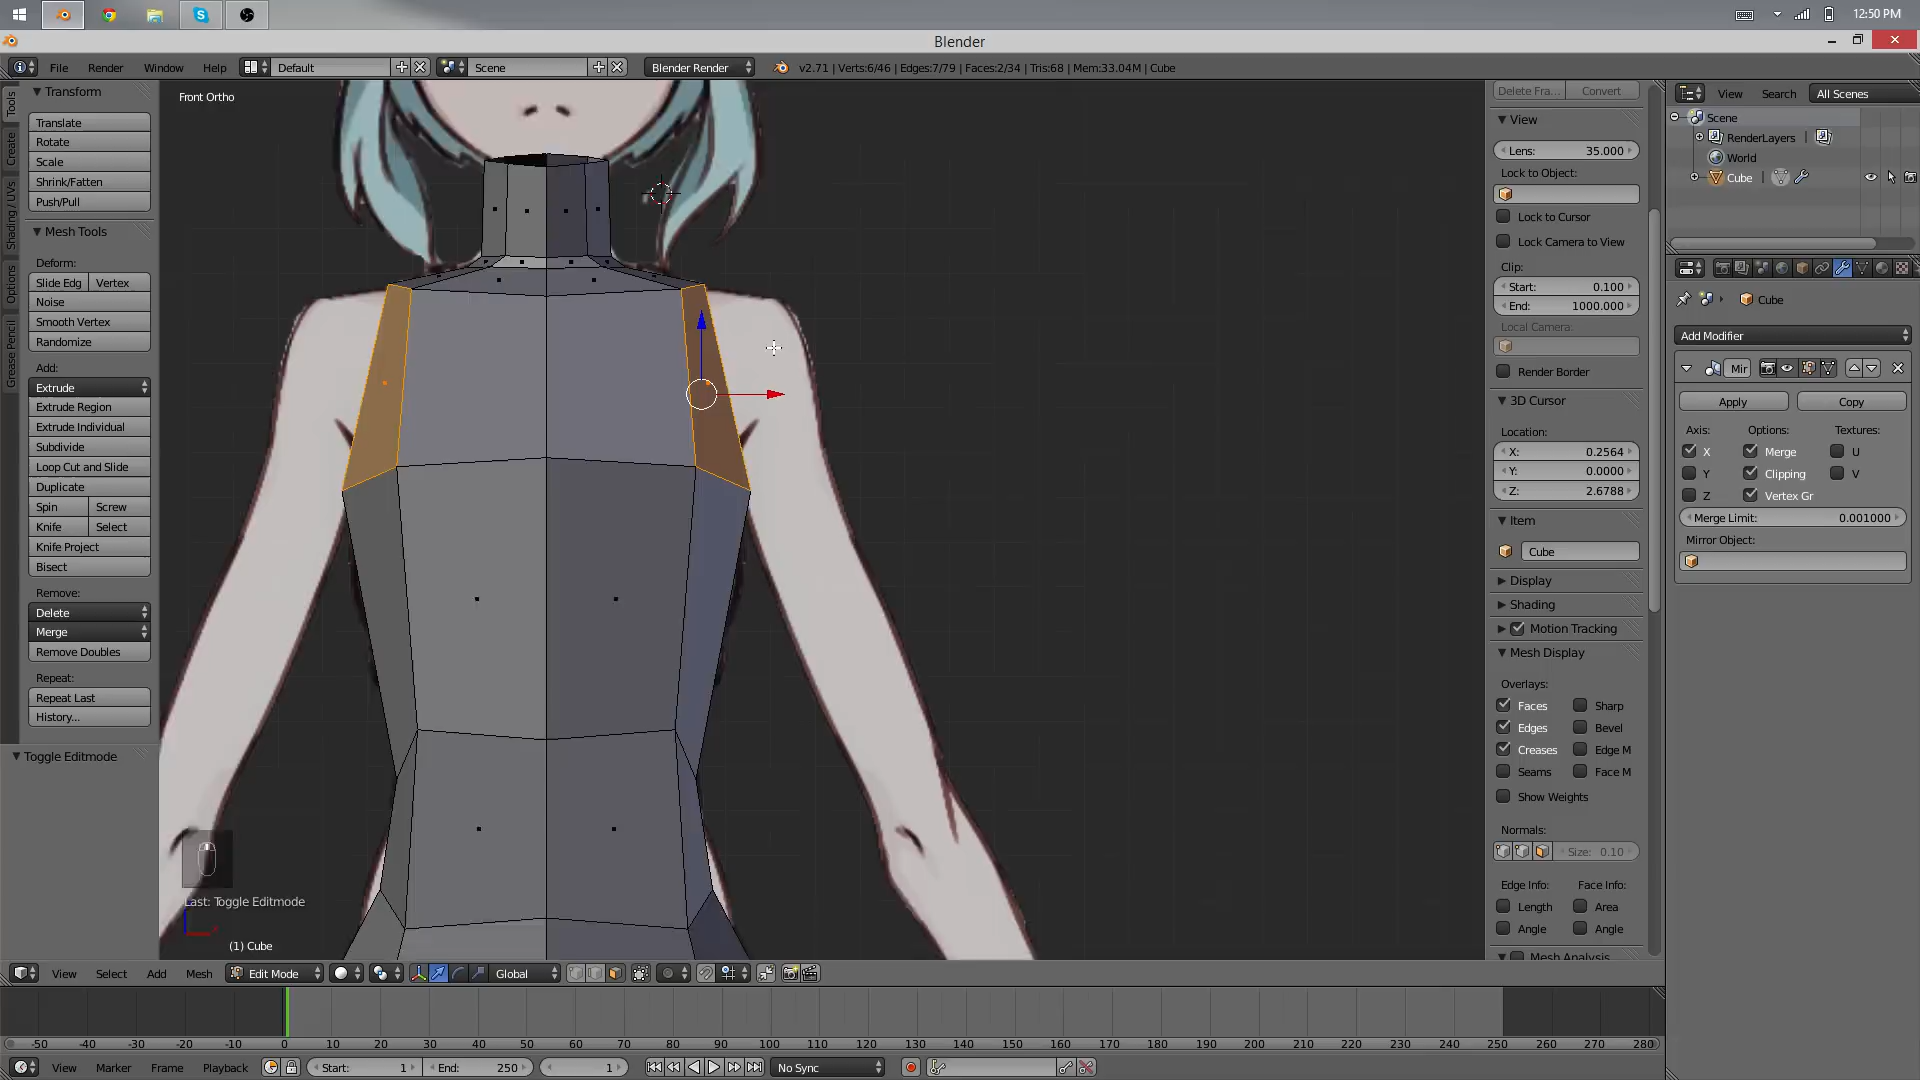 12:50 PM
Blender
File Render Window Help Default Scene Blender Render v2.71 | Verts:6/46 | Edges:7/79 | Faces:2/34 | Tris:68 | Mem:33.04M | Cube
Tools
Create
Shading / UVs
Options
Grease Pencil
Transform
Translate
Rotate
Scale
Shrink/Fatten
Push/Pull
Mesh Tools
Deform:
Slide Edg Vertex
Noise
Smooth Vertex
Randomize
Add:
Extrude
Extrude Region
Extrude Individual
Subdivide
Loop Cut and Slide
Duplicate
Spin Screw
Knife Select
Knife Project
Bisect
Remove:
Delete
Merge
Remove Doubles
Repeat:
Repeat Last
History...
Toggle Editmode
Front Ortho
Last: Toggle Editmode
(1) Cube
Delete Fra... Convert
View
Lens: 35.000
Lock to Object:
Lock to Cursor
Lock Camera to View
Clip:
Start: 0.100
End: 1000.000
Local Camera:
Render Border
3D Cursor
Location:
X: 0.2564
Y: 0.0000
Z: 2.6788
Item
Cube
Display
Shading
Motion Tracking
Mesh Display
Overlays:
Faces Sharp
Edges Bevel
Creases Edge M
Seams Face M
Show Weights
Normals:
Size: 0.10
Edge Info: Face Info:
Length Area
Angle Angle
Mesh Analysis
View Search All Scenes
Scene
RenderLayers
World
Cube
Cube
Add Modifier
Mir
Apply Copy
Axis: Options: Textures:
X Merge U
Y Clipping V
Z Vertex Gr
Merge Limit: 0.001000
Mirror Object:
View Select Add Mesh Edit Mode Global
-50 -40 -30 -20 -10 0 10 20 30 40 50 60 70 80 90 100 110 120 130 140 150 160 170 180 190 200 210 220 230 240 250 260 270 280
View Marker Frame Playback Start: 1 End: 250 1 No Sync